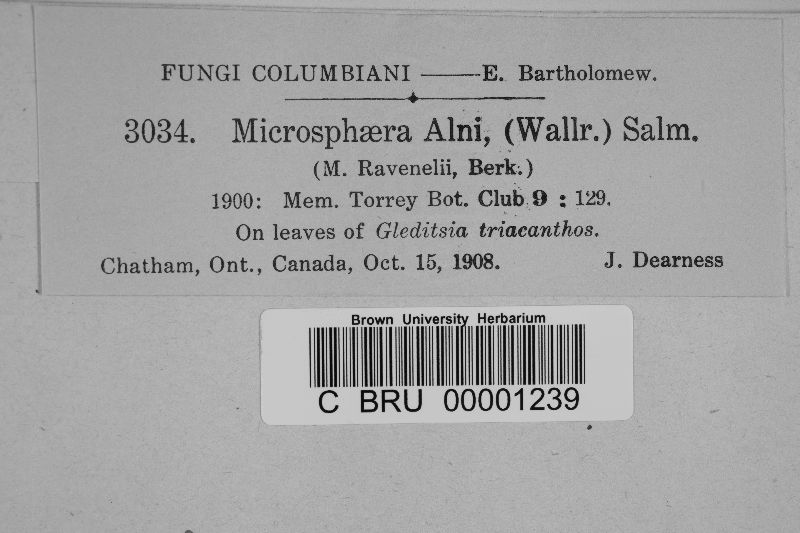 FUNGI COLUMBIANI —— E. Bartholomew.
3034. Microsphæra Alni, (Wallr.) Salm.
(M. Ravenelii, Berk.)
1900: Mem. Torrey Bot. Club 9 : 129.
On leaves of Gleditsia triacanthos.
Chatham, Ont., Canada, Oct. 15, 1908. J. Dearness
Brown University Herbarium
C BRU 00001239